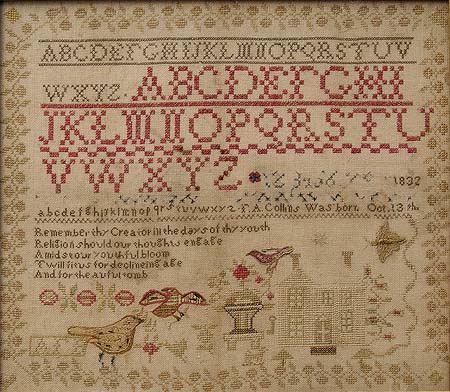 ABCDEFGHIJKLMNOPQRSTUV
WXYZ ABCDEFGHI
JKLMNOPQRSTU
VWXYZ 1832
abcdefghijklmnopqrstuvwxyz T.A. Collins Was born Oct 13 th
Remember thy Creator in the days of thy youth
Religion should our thoughts engage
Amidst our youthful bloom
Twill fit us for declineing age
And for the awful tomb